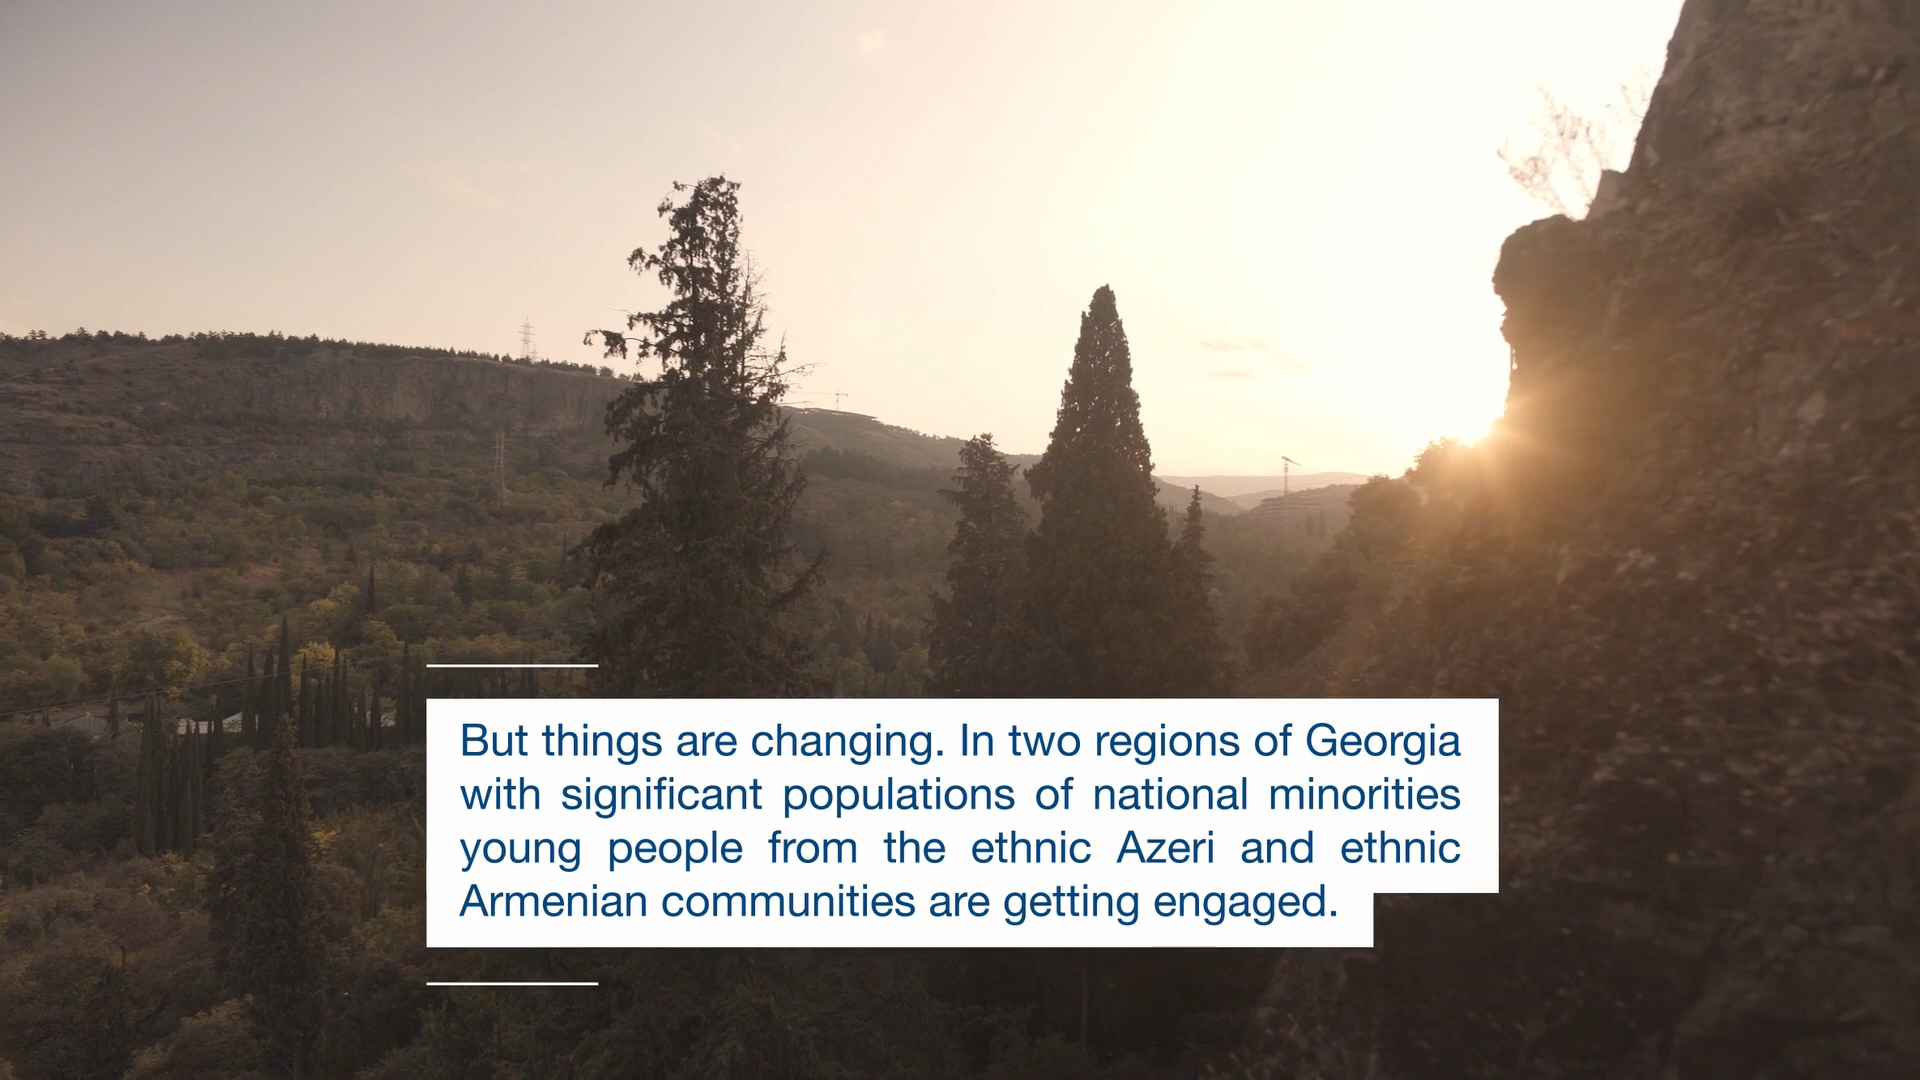 But things are changing. In two regions of Georgia
with significant populations of national minorities
young people from the ethnic Azeri and ethnic
Armenian communities are getting engaged.